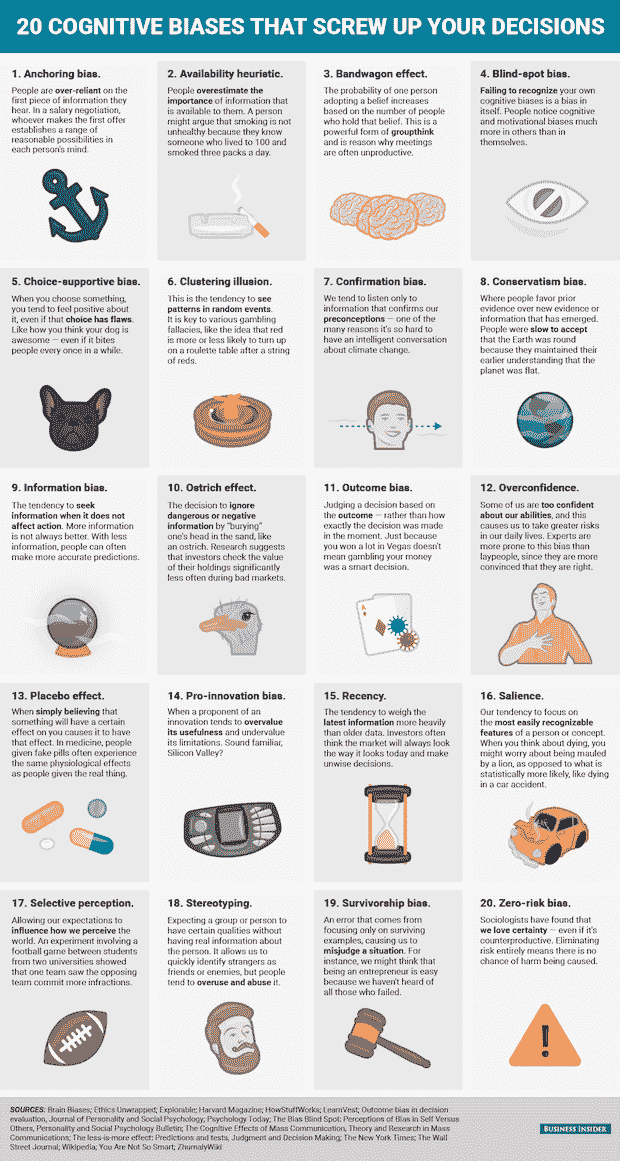 20 COGNITIVE BIASES THAT SCREW UP YOUR DECISIONS
1. Anchoring bias.
People are over-reliant on the
first piece of information they
hear. In a salary negotiation,
whoever makes the first offer
establishes a range of
reasonable possibilities in
each person's mind.
2. Availability heuristic.
People overestimate the
importance of information that
is available to them. A person
might argue that smoking is not
unhealthy because they know
someone who lived to 100 and
smoked three packs a day.
3. Bandwagon effect.
The probability of one person
adopting a belief increases
based on the number of people
who hold that belief. This is a
powerful form of groupthink
and is reason why meetings
are often unproductive.
4. Blind-spot bias.
Failing to recognize your own
cognitive biases is a bias in
itself. People notice cognitive
and motivational biases much
more in others than in
themselves.
5. Choice-supportive bias.
When you choose something,
you tend to feel positive about
it, even if that choice has flaws.
Like how you think your dog is
awesome — even if it bites
people every once in a while.
6. Clustering illusion.
This is the tendency to see
patterns in random events.
It is key to various gambling
fallacies, like the idea that red
is more or less likely to turn up
on a roulette table after a string
of reds.
7. Confirmation bias.
We tend to listen only to
information that confirms our
preconceptions — one of the
many reasons it's so hard to
have an intelligent conversation
about climate change.
8. Conservatism bias.
Where people favor prior
evidence over new evidence or
information that has emerged.
People were slow to accept
that the Earth was round
because they maintained their
earlier understanding that the
planet was flat.
9. Information bias.
The tendency to seek
information when it does not
affect action. More information
is not always better. With less
information, people can often
make more accurate predictions.
10. Ostrich effect.
The decision to ignore
dangerous or negative
information by "burying"
one's head in the sand, like
an ostrich. Research suggests
that investors check the value
of their holdings significantly
less often during bad markets.
11. Outcome bias.
Judging a decision based on
the outcome — rather than how
exactly the decision was made
in the moment. Just because
you won a lot in Vegas doesn't
mean gambling your money
was a smart decision.
A
12. Overconfidence.
Some of us are too confident
about our abilities, and this
causes us to take greater risks
in our daily lives. Experts are
more prone to this bias than
laypeople, since they are more
convinced that they are right.
13. Placebo effect.
When simply believing that
something will have a certain
effect on you causes it to have
that effect. In medicine, people
given fake pills often experience
the same physiological effects
as people given the real thing.
14. Pro-innovation bias.
When a proponent of an
innovation tends to overvalue
its usefulness and undervalue
its limitations. Sound familiar,
Silicon Valley?
15. Recency.
The tendency to weigh the
latest information more heavily
than older data. Investors often
think the market will always look
the way it looks today and make
unwise decisions.
16. Salience.
Our tendency to focus on
the most easily recognizable
features of a person or concept.
When you think about dying, you
might worry about being mauled
by a lion, as opposed to what is
statistically more likely, like dying
in a car accident.
17. Selective perception.
Allowing our expectations to
influence how we perceive the
world. An experiment involving a
football game between students
from two universities showed
that one team saw the opposing
team commit more infractions.
18. Stereotyping.
Expecting a group or person to
have certain qualities without
having real information about
the person. It allows us to
quickly identify strangers as
friends or enemies, but people
tend to overuse and abuse it.
19. Survivorship bias.
An error that comes from
focusing only on surviving
examples, causing us to
misjudge a situation. For
instance, we might think that
being an entrepreneur is easy
because we haven't heard of
all those who failed.
20. Zero-risk bias.
Sociologists have found that
we love certainty — even if it's
counterproductive. Eliminating
risk entirely means there is no
chance of harm being caused.
!
SOURCES: Brain Biases; Ethics Unwrapped; Explorable; Harvard Magazine; HowStuffWorks; LearnVest; Outcome bias in decision
evaluation, Journal of Personality and Social Psychology; Psychology Today; The Bias Blind Spot: Perceptions of Bias in Self Versus
Others, Personality and Social Psychology Bulletin; The Cognitive Effects of Mass Communication, Theory and Research in Mass
Communications; The less-is-more effect: Predictions and tests, Judgment and Decision Making; The New York Times; The Wall
Street Journal; Wikipedia; You Are Not So Smart; ZhurnalyWiki
BUSINESS INSIDER